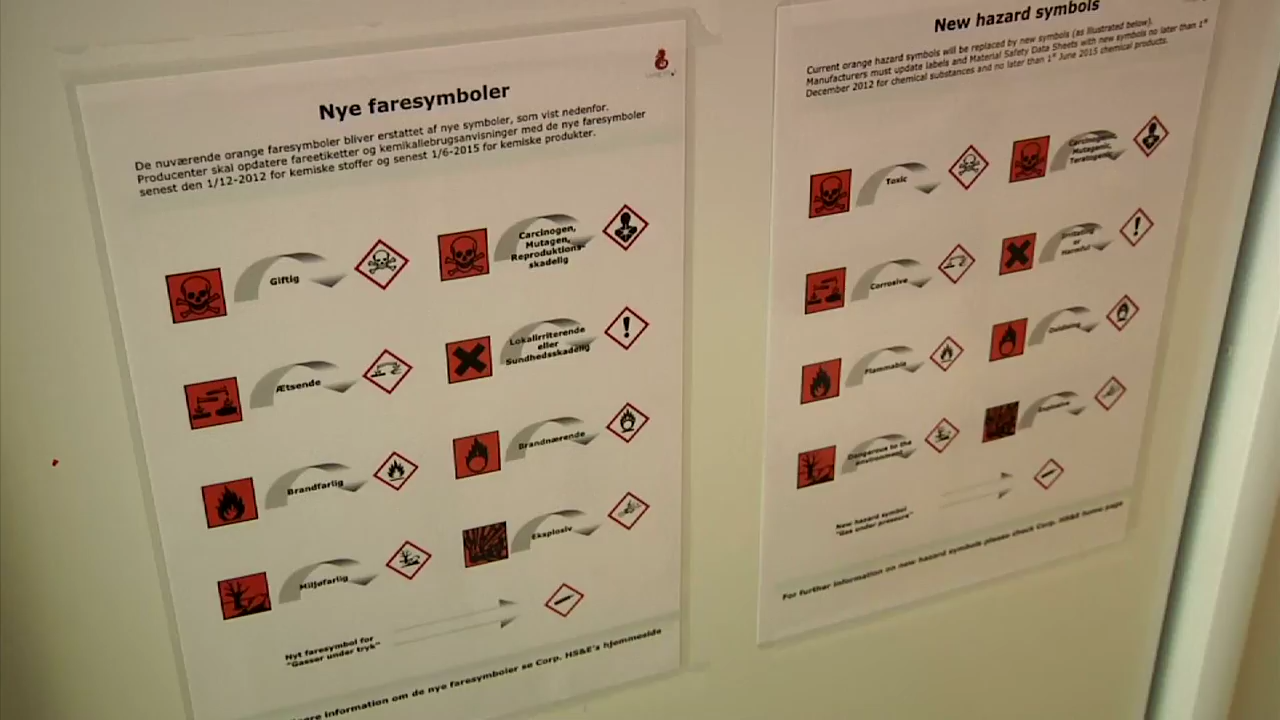 Nye faresymboler
De nuværende orange faresymboler bliver erstattet af nye symboler, som vist nedenfor.
Producenter skal opdatere fareetiketter og kemikaliebrugsanvisninger med de nye faresymboler
senest den 1/12-2012 for kemiske stoffer og senest 1/6-2015 for kemiske produkter.
Giftig
Carcinogen,
Mutagen,
Reproduktions-
skadelig
Ætsende
Lokalirriterende
eller
Sundhedsskadelig
Brandfarlig
Brandnærende
Miljøfarlig
Eksplosiv
Nyt faresymbol for
"Gasser under tryk"
information om de nye faresymboler se Corp. HS&E's hjemmeside
New hazard symbols
Current orange hazard symbols will be replaced by new symbols (as illustrated below).
Manufacturers must update labels and Material Safety Data Sheets with new symbols no later than 1st
December 2012 for chemical substances and no later than 1st June 2015 chemical products.
Toxic
Carcinogenic,
Mutagenic,
Teratogenic
Corrosive
Irritating
or
Harmful
Flammable
Oxidising
Dangerous to the
environment
Explosive
New hazard symbol
"Gas under pressure"
For further information on new hazard symbols please check Corp. HS&E home page